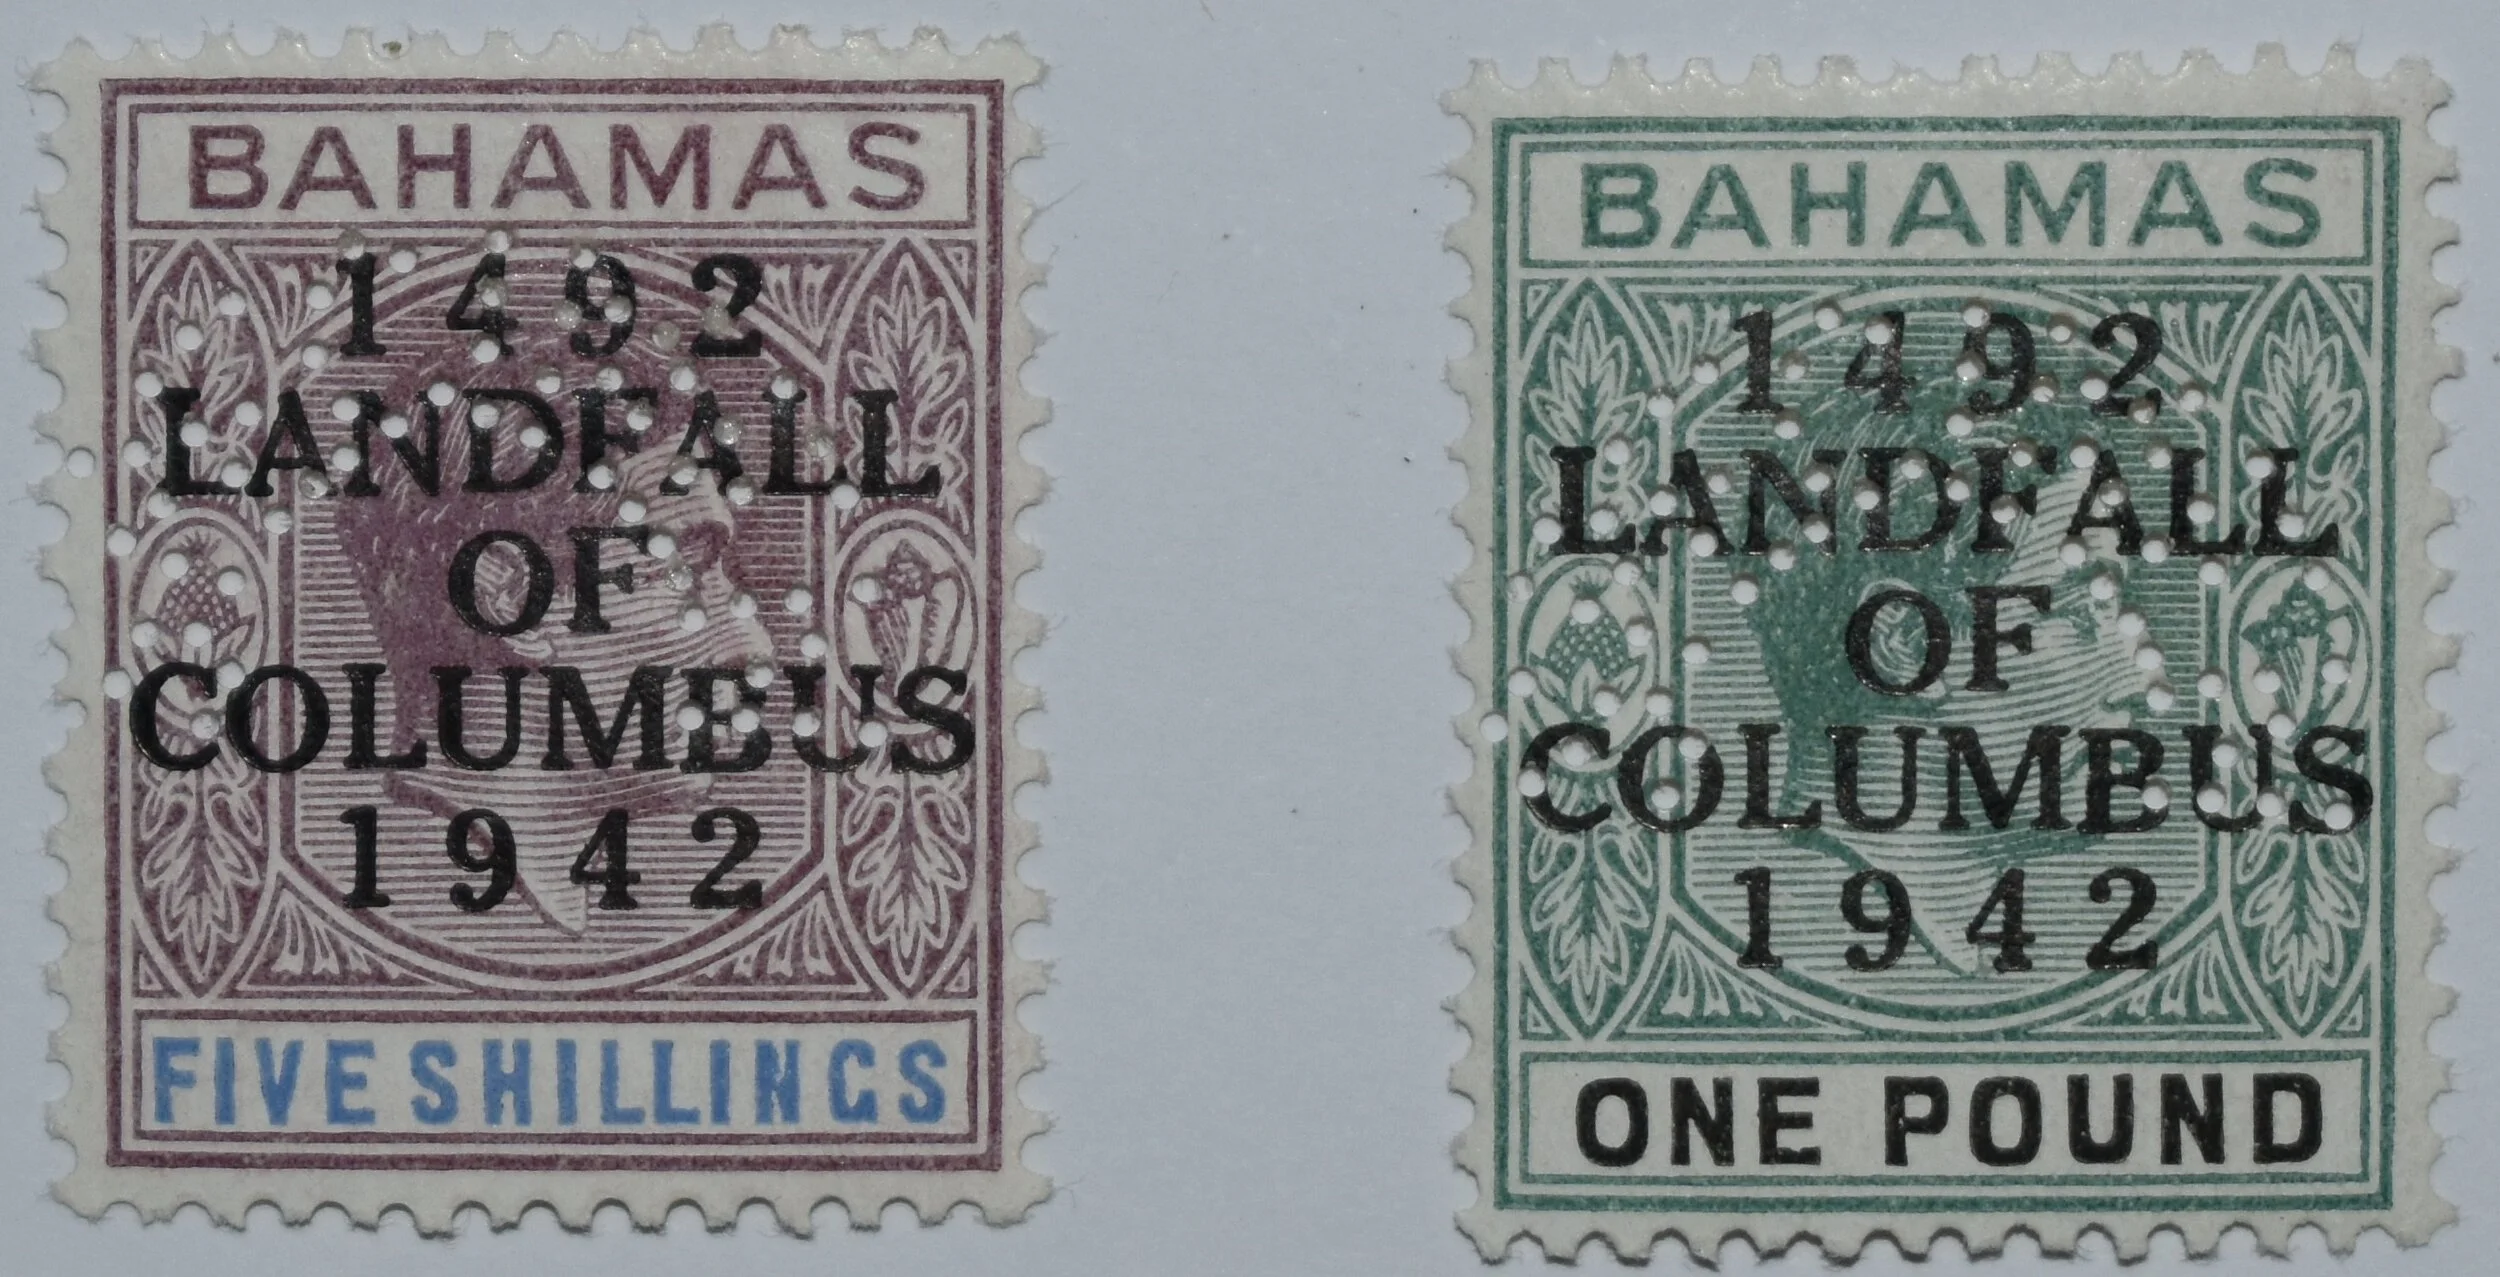 BAHAMAS
1492
LANDFALL
OF
COLUMBUS
1942
FIVE SHILLINGS
BAHAMAS
1492
LANDFALL
OF
COLUMBUS
1942
ONE POUND